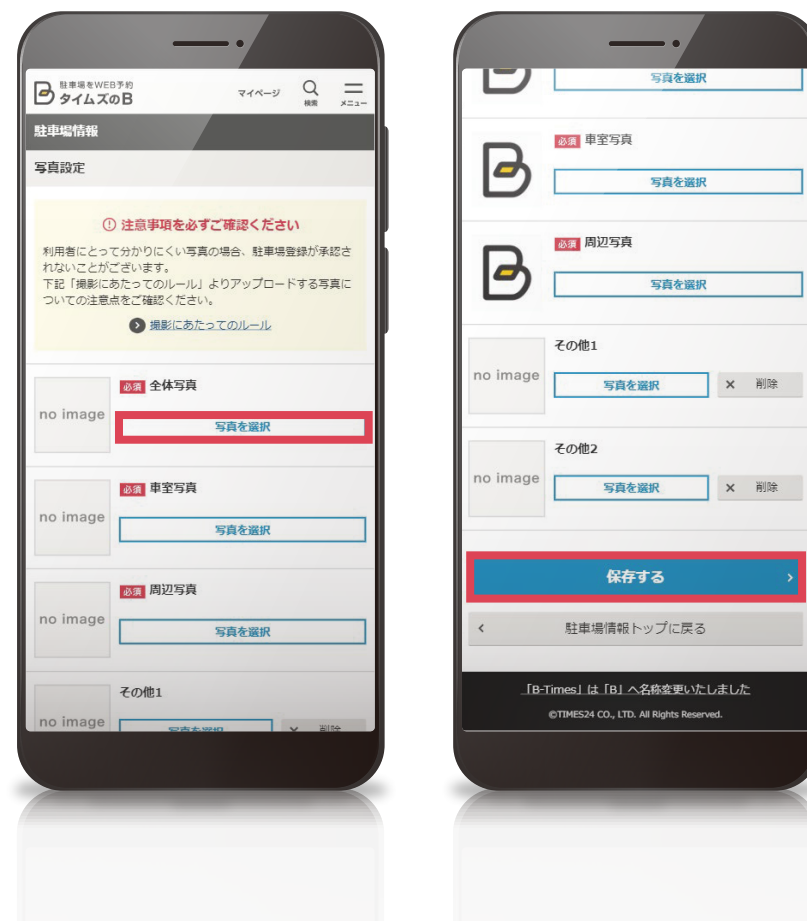 駐車場をWEB予約
タイムズのB
マイページ
検索
メニュー
駐車場情報
写真設定
注意事項を必ずご確認ください
利用者にとって分かりにくい写真の場合、駐車場登録が承認さ
れないことがございます。
下記「撮影にあたってのルール」よりアップロードする写真に
ついての注意点をご確認ください。
撮影にあたってのルール
no image
必須 全体写真
写真を選択
no image
必須 車室写真
写真を選択
no image
必須 周辺写真
写真を選択
no image
その他1
写真を選択
× 削除
写真を選択
必須 車室写真
写真を選択
必須 周辺写真
写真を選択
no image
その他1
写真を選択
× 削除
no image
その他2
写真を選択
× 削除
保存する
駐車場情報トップに戻る
「B-Times」は「B」へ名称変更いたしました
©TIMES24 CO., LTD. All Rights Reserved.